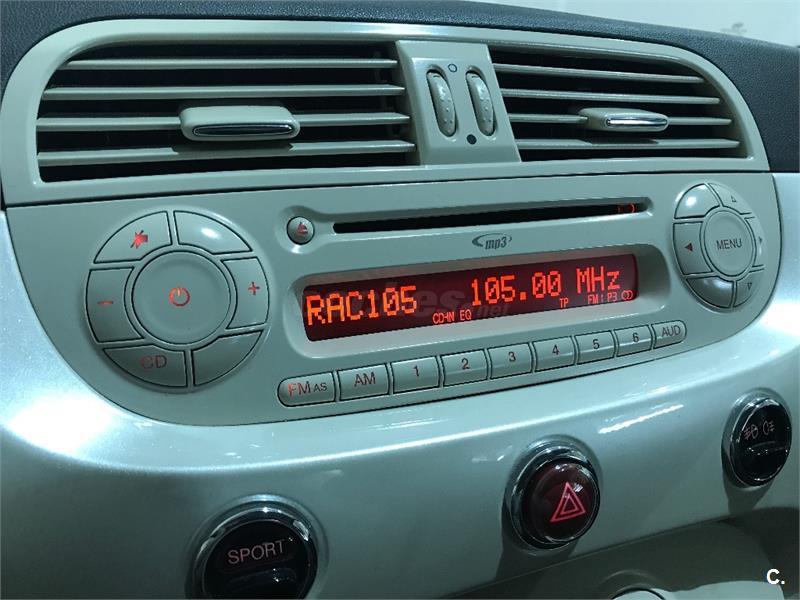 mp3
MENU
RAC105 105.00 MHz
CD-IN EQ TP FM1 P3
CD
FM AS AM 1 2 3 4 5 6 AUD
SPORT
C.